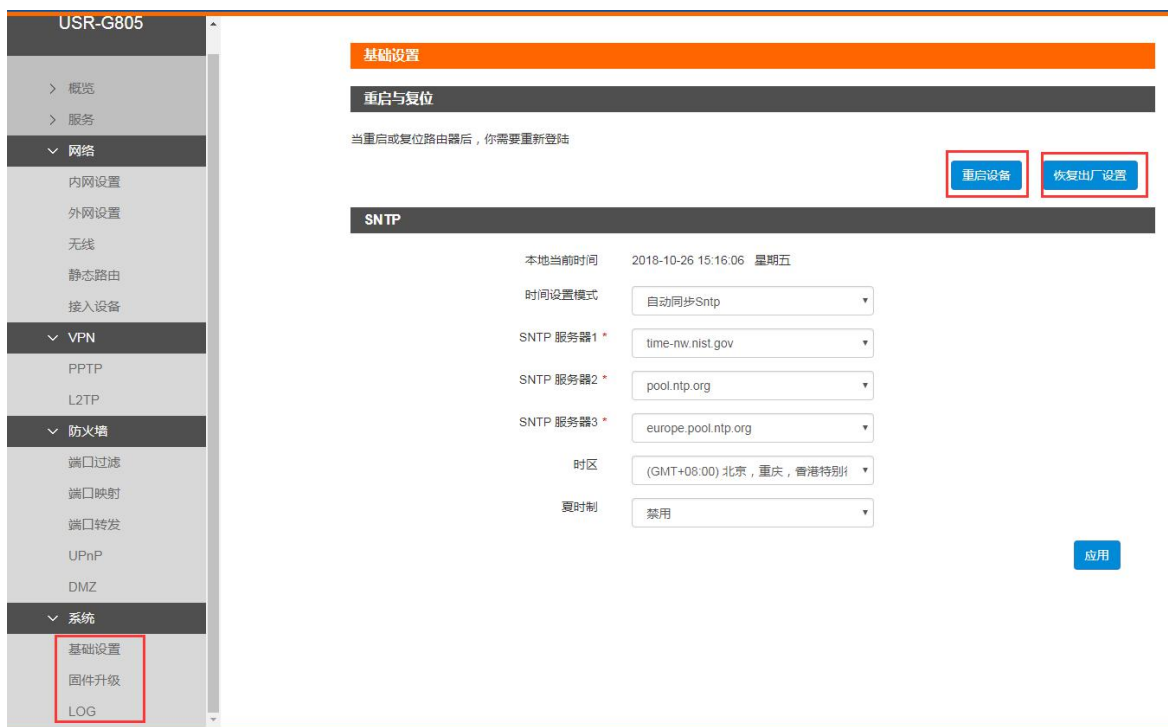 USR-G805
概览
服务
网络
内网设置
外网设置
无线
静态路由
接入设备
VPN
PPTP
L2TP
防火墙
端口过滤
端口映射
端口转发
UPnP
DMZ
系统
基础设置
固件升级
LOG
基础设置
重启与复位
当重启或复位路由器后，你需要重新登陆
重启设备 恢复出厂设置
SNTP
本地当前时间 2018-10-26 15:16:06 星期五
时间设置模式 自动同步Sntp
SNTP 服务器1 * time-nw.nist.gov
SNTP 服务器2 * pool.ntp.org
SNTP 服务器3 * europe.pool.ntp.org
时区 (GMT+08:00) 北京，重庆，香港特别
夏时制 禁用
应用